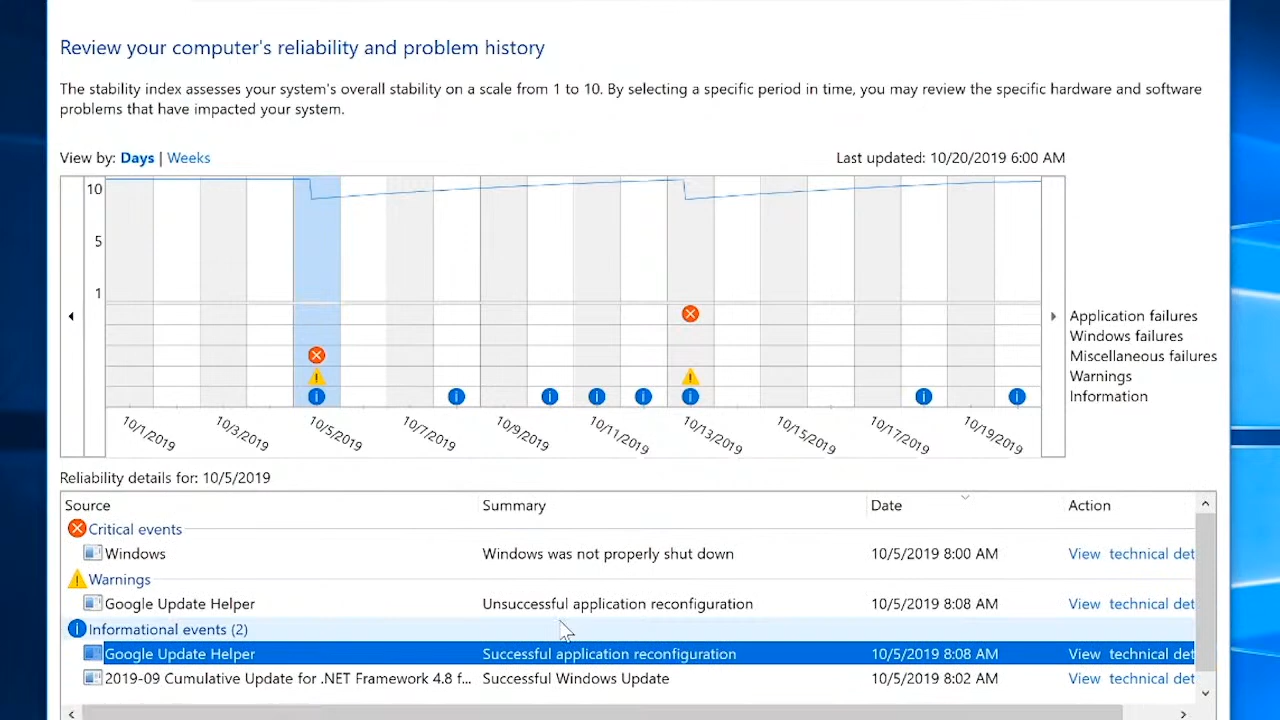 Review your computer's reliability and problem history
The stability index assesses your system's overall stability on a scale from 1 to 10. By selecting a specific period in time, you may review the specific hardware and software
problems that have impacted your system.
View by: Days | Weeks
Last updated: 10/20/2019 6:00 AM
10
5
1
Application failures
Windows failures
Miscellaneous failures
Warnings
Information
10/1/2019
10/3/2019
10/5/2019
10/7/2019
10/9/2019
10/11/2019
10/13/2019
10/15/2019
10/17/2019
10/19/2019
Reliability details for: 10/5/2019
Source Summary Date Action
Critical events
Windows Windows was not properly shut down 10/5/2019 8:00 AM View technical det
Warnings
Google Update Helper Unsuccessful application reconfiguration 10/5/2019 8:08 AM View technical det
Informational events (2)
Google Update Helper Successful application reconfiguration 10/5/2019 8:08 AM View technical det
2019-09 Cumulative Update for .NET Framework 4.8 f... Successful Windows Update 10/5/2019 8:02 AM View technical det